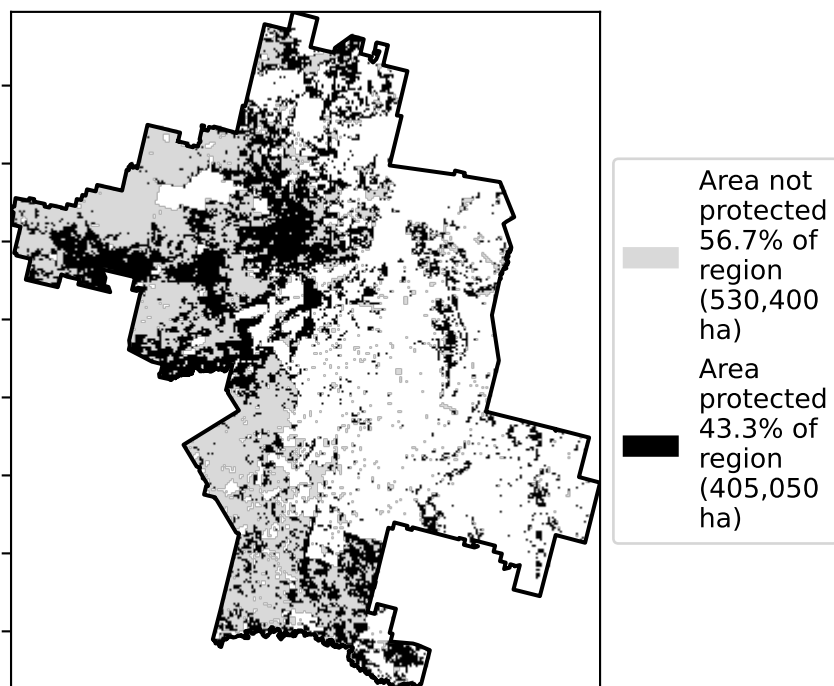 Area not
protected
56.7% of
region
(530,400
ha)
Area
protected
43.3% of
region
(405,050
ha)